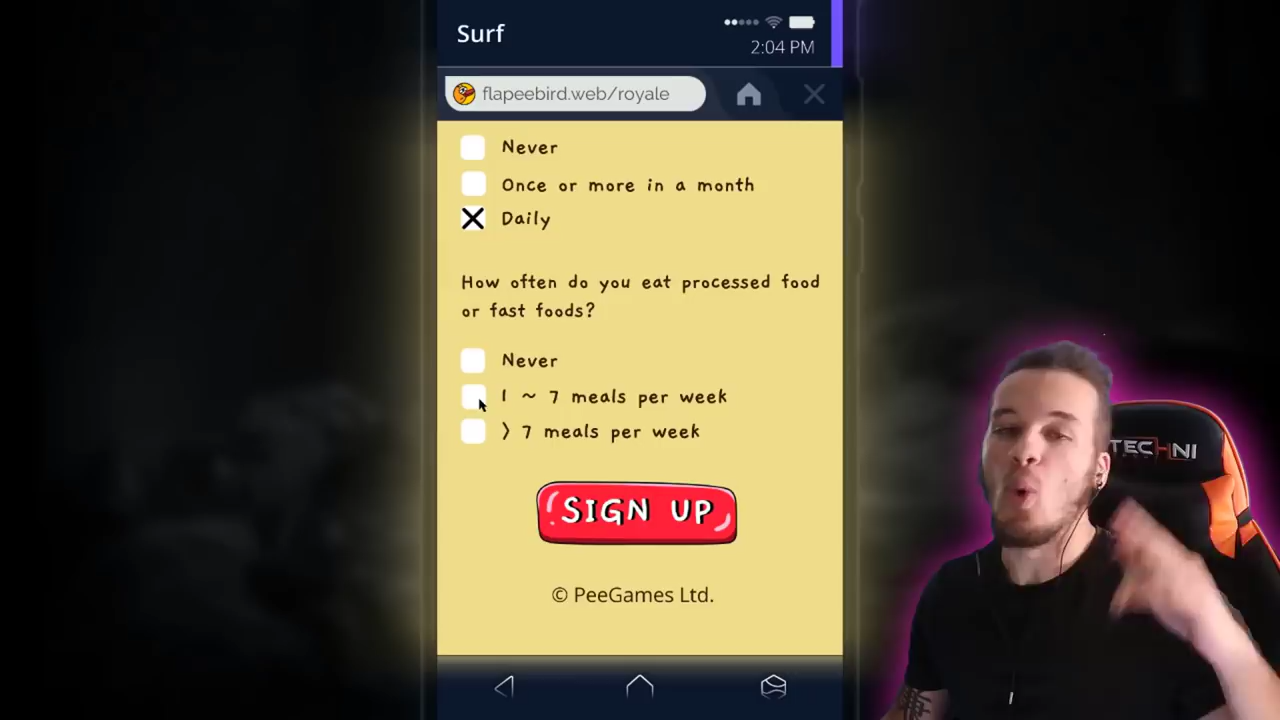 Surf
2:04 PM
flapeebird.web/royale
Never
Once or more in a month
Daily
How often do you eat processed food
or fast foods?
Never
1 ~ 7 meals per week
> 7 meals per week
SIGN UP
© PeeGames Ltd.
TECHNI